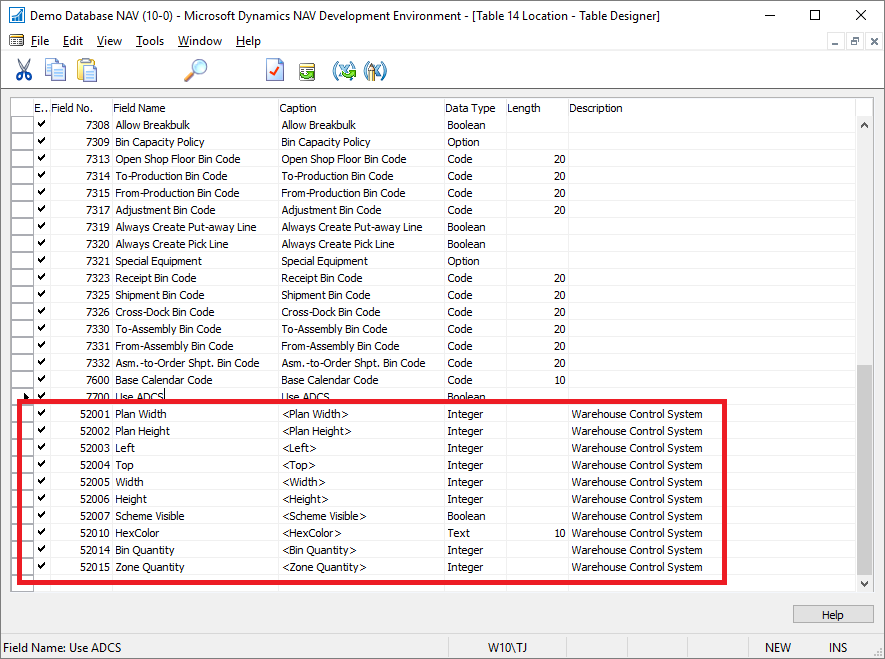 Demo Database NAV (10-0) - Microsoft Dynamics NAV Development Environment - [Table 14 Location - Table Designer]
File Edit View Tools Window Help
E.. Field No. Field Name Caption Data Type Length Description
7308 Allow Breakbulk Allow Breakbulk Boolean
7309 Bin Capacity Policy Bin Capacity Policy Option
7313 Open Shop Floor Bin Code Open Shop Floor Bin Code Code 20
7314 To-Production Bin Code To-Production Bin Code Code 20
7315 From-Production Bin Code From-Production Bin Code Code 20
7317 Adjustment Bin Code Adjustment Bin Code Code 20
7319 Always Create Put-away Line Always Create Put-away Line Boolean
7320 Always Create Pick Line Always Create Pick Line Boolean
7321 Special Equipment Special Equipment Option
7323 Receipt Bin Code Receipt Bin Code Code 20
7325 Shipment Bin Code Shipment Bin Code Code 20
7326 Cross-Dock Bin Code Cross-Dock Bin Code Code 20
7330 To-Assembly Bin Code To-Assembly Bin Code Code 20
7331 From-Assembly Bin Code From-Assembly Bin Code Code 20
7332 Asm.-to-Order Shpt. Bin Code Asm.-to-Order Shpt. Bin Code Code 20
7600 Base Calendar Code Base Calendar Code Code 10
7700 Use ADCS Use ADCS Boolean
52001 Plan Width <Plan Width> Integer Warehouse Control System
52002 Plan Height <Plan Height> Integer Warehouse Control System
52003 Left <Left> Integer Warehouse Control System
52004 Top <Top> Integer Warehouse Control System
52005 Width <Width> Integer Warehouse Control System
52006 Height <Height> Integer Warehouse Control System
52007 Scheme Visible <Scheme Visible> Boolean Warehouse Control System
52010 HexColor <HexColor> Text 10 Warehouse Control System
52014 Bin Quantity <Bin Quantity> Integer Warehouse Control System
52015 Zone Quantity <Zone Quantity> Integer Warehouse Control System
Help
Field Name: Use ADCS W10\TJ NEW INS